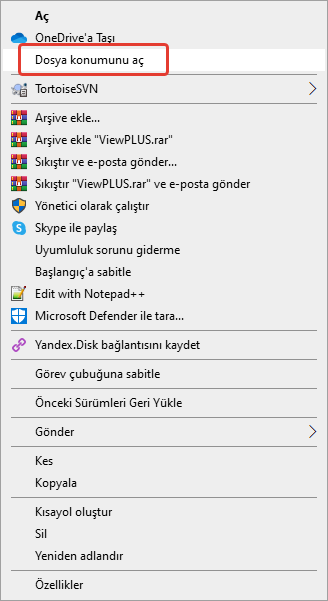 Aç
OneDrive'a Taşı
Dosya konumunu aç
TortoiseSVN
Arşive ekle...
Arşive ekle "ViewPLUS.rar"
Sıkıştır ve e-posta gönder...
Sıkıştır "ViewPLUS.rar" ve e-posta gönder
Yönetici olarak çalıştır
Skype ile paylaş
Uyumluluk sorunu giderme
Başlangıç'a sabitle
Edit with Notepad++
Microsoft Defender ile tara...
Yandex.Disk bağlantısını kaydet
Görev çubuğuna sabitle
Önceki Sürümleri Geri Yükle
Gönder
Kes
Kopyala
Kısayol oluştur
Sil
Yeniden adlandır
Özellikler